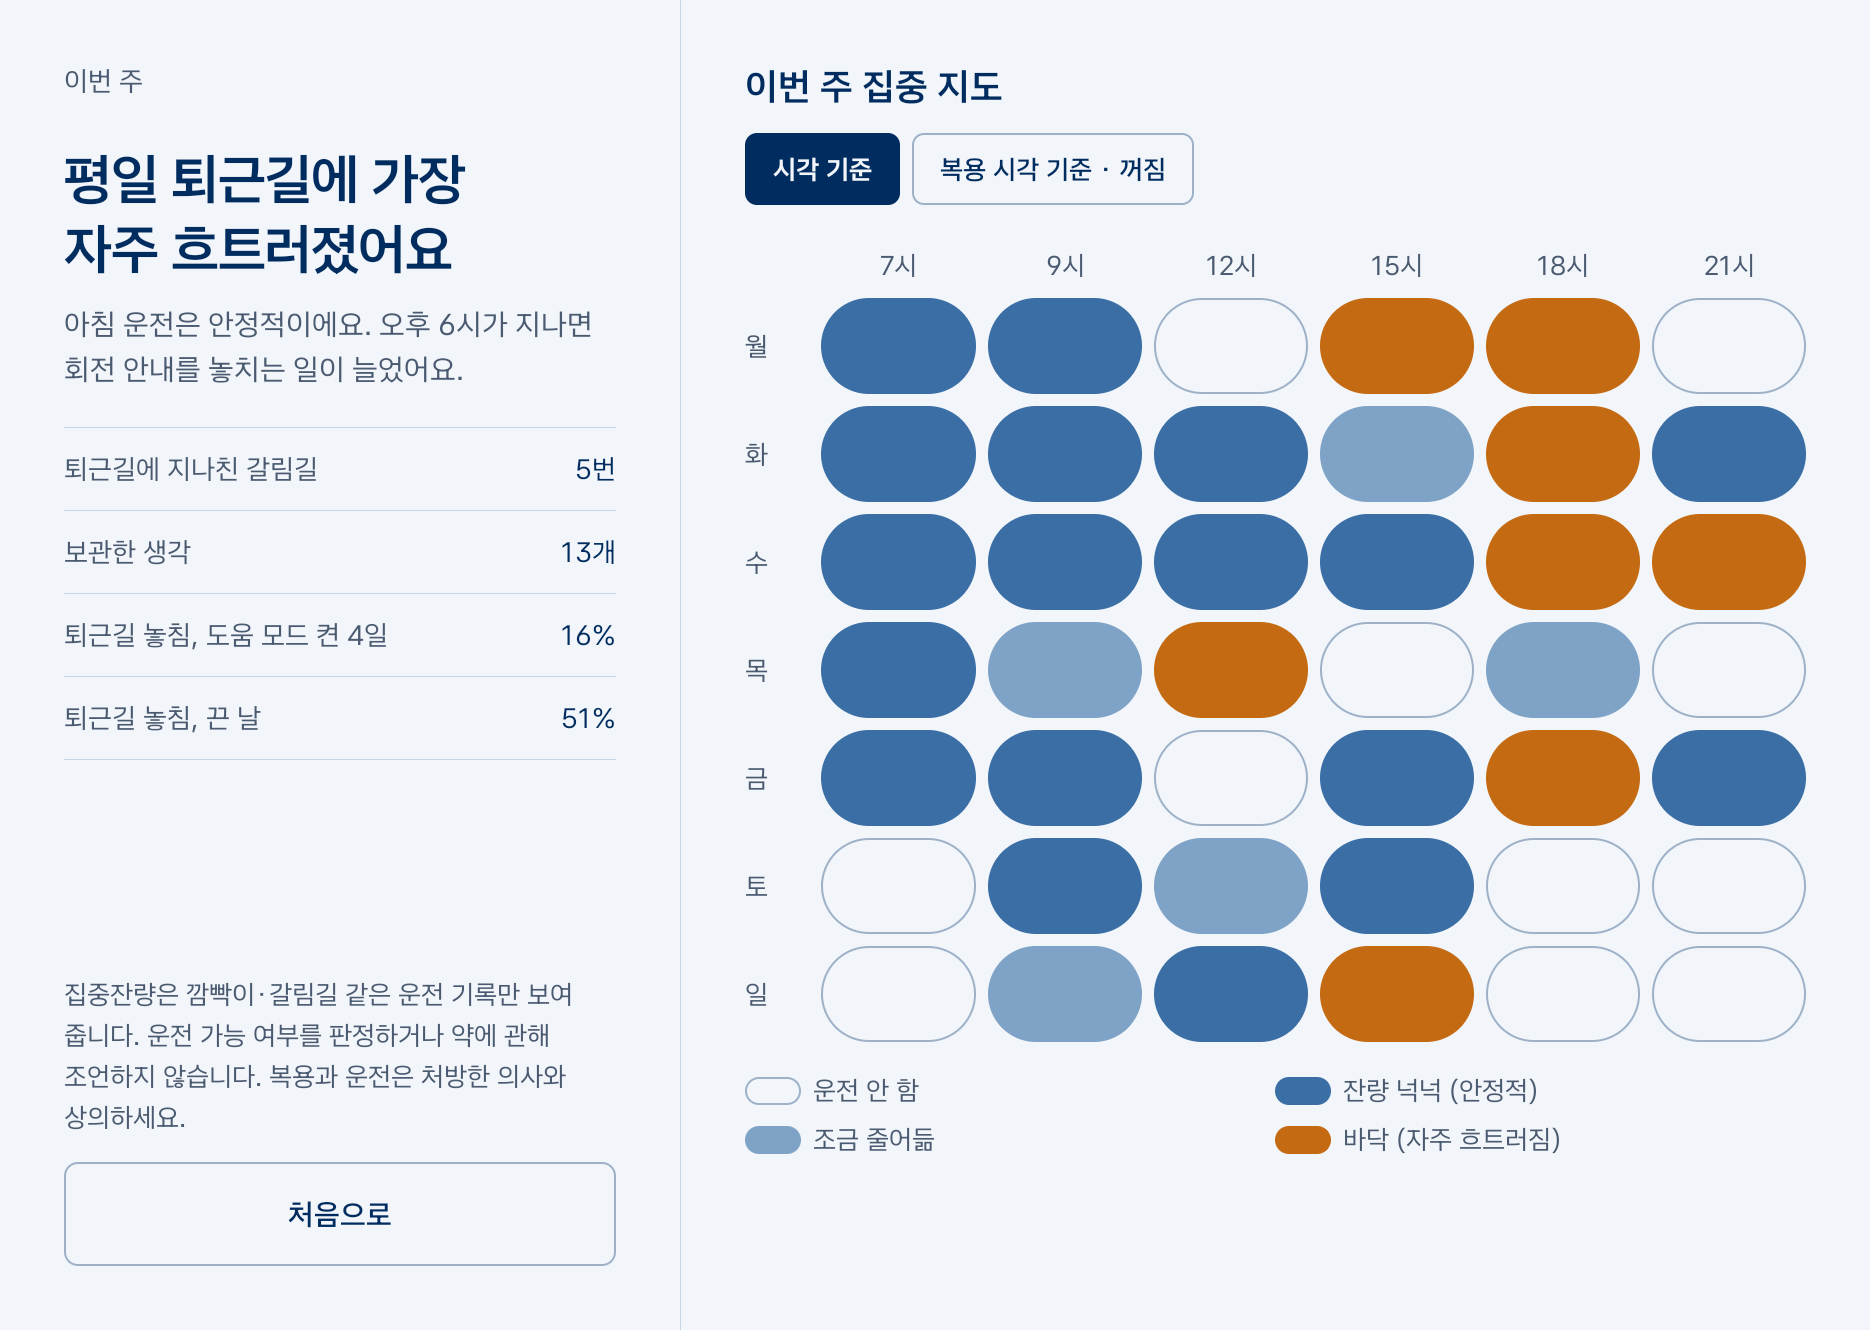 이번 주
평일 퇴근길에 가장
자주 흐트러졌어요
아침 운전은 안정적이에요. 오후 6시가 지나면
회전 안내를 놓치는 일이 늘었어요.
퇴근길에 지나친 갈림길 5번
보관한 생각 13개
퇴근길 놓침, 도움 모드 켠 4일 16%
퇴근길 놓침, 끈 날 51%
집중잔량은 깜빡이·갈림길 같은 운전 기록만 보여
줍니다. 운전 가능 여부를 판정하거나 약에 관해
조언하지 않습니다. 복용과 운전은 처방한 의사와
상의하세요.
처음으로
이번 주 집중 지도
시각 기준
복용 시각 기준 · 꺼짐
7시 9시 12시 15시 18시 21시
월
화
수
목
금
토
일
운전 안 함
잔량 넉넉 (안정적)
조금 줄어듦
바닥 (자주 흐트러짐)